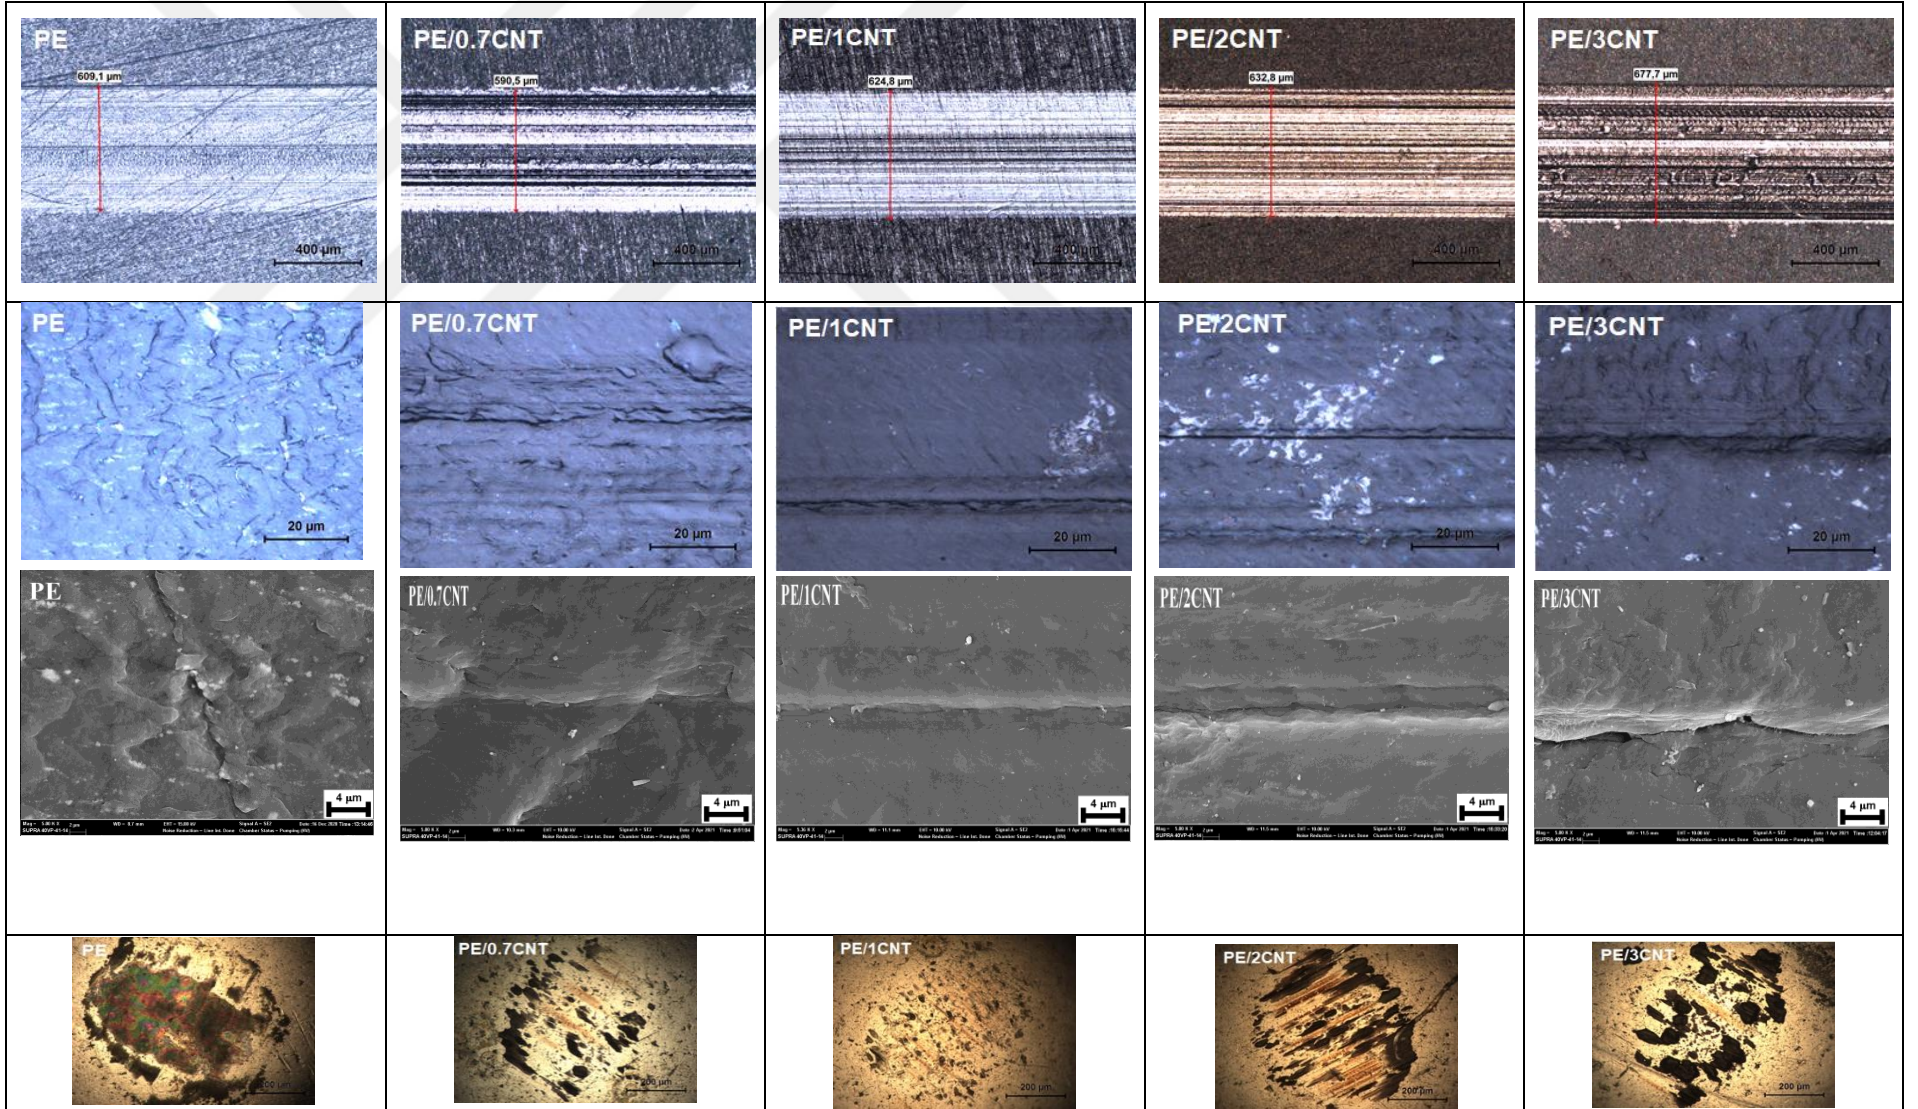 PE
609,1 µm
400 µm
PE/0.7CNT
590,5 µm
400 µm
PE/1CNT
624,8 µm
400 µm
PE/2CNT
632,8 µm
400 µm
PE/3CNT
677,7 µm
400 µm
PE
20 µm
PE/0.7CNT
20 µm
PE/1CNT
20 µm
PE/2CNT
20 µm
PE/3CNT
20 µm
PE
4 µm
PE/0.7CNT
4 µm
PE/1CNT
4 µm
PE/2CNT
4 µm
PE/3CNT
4 µm
PE
200 µm
PE/0.7CNT
200 µm
PE/1CNT
200 µm
PE/2CNT
200 µm
PE/3CNT
200 µm